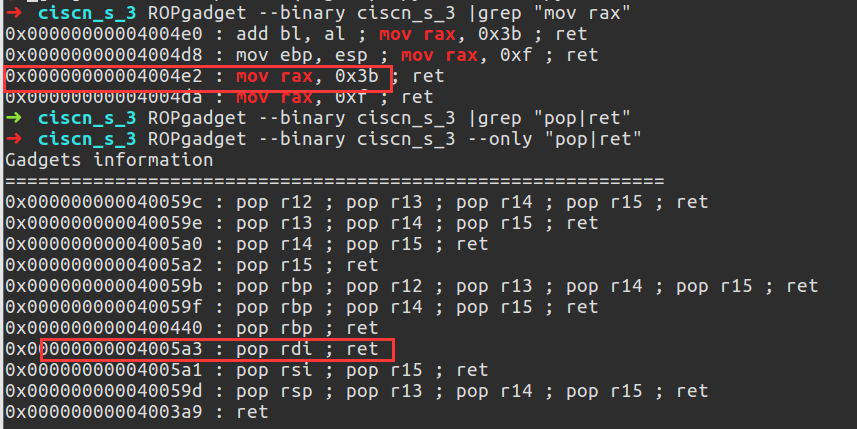 → ciscn_s_3 ROPgadget --binary ciscn_s_3 |grep "mov rax"
0x00000000004004e0 : add bl, al ; mov rax, 0x3b ; ret
0x00000000004004d8 : mov ebp, esp ; mov rax, 0xf ; ret
0x00000000004004e2 : mov rax, 0x3b ; ret
0x00000000004004da : mov rax, 0xf ; ret
→ ciscn_s_3 ROPgadget --binary ciscn_s_3 |grep "pop|ret"
→ ciscn_s_3 ROPgadget --binary ciscn_s_3 --only "pop|ret"
Gadgets information
============================================================
0x000000000040059c : pop r12 ; pop r13 ; pop r14 ; pop r15 ; ret
0x000000000040059e : pop r13 ; pop r14 ; pop r15 ; ret
0x00000000004005a0 : pop r14 ; pop r15 ; ret
0x00000000004005a2 : pop r15 ; ret
0x000000000040059b : pop rbp ; pop r12 ; pop r13 ; pop r14 ; pop r15 ; ret
0x000000000040059f : pop rbp ; pop r14 ; pop r15 ; ret
0x0000000000400440 : pop rbp ; ret
0x00000000004005a3 : pop rdi ; ret
0x00000000004005a1 : pop rsi ; pop r15 ; ret
0x000000000040059d : pop rsp ; pop r13 ; pop r14 ; pop r15 ; ret
0x00000000004003a9 : ret